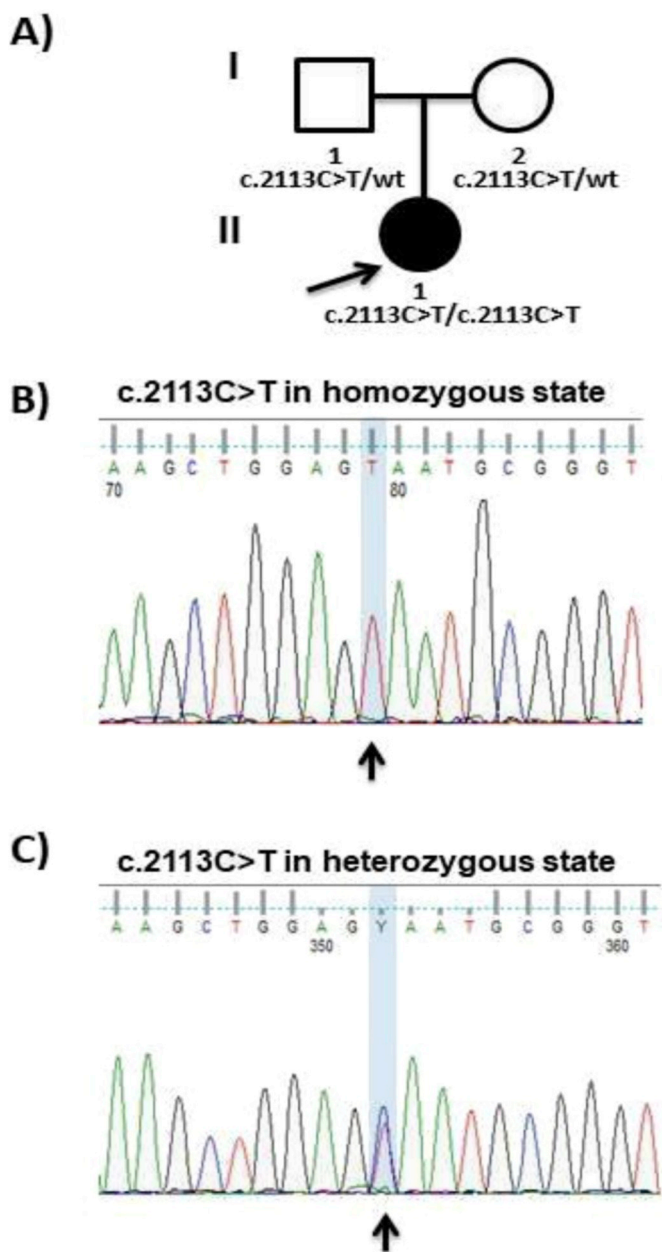 A)
I
1
2
c.2113C>T/wt
c.2113C>T/wt
II
1
c.2113C>T/c.2113C>T
B)
c.2113C>T in homozygous state
A A G C T G G A G T A A T G C G G G T
70
80
C)
c.2113C>T in heterozygous state
A A G C T G G A G Y A A T G C G G G T
350
360